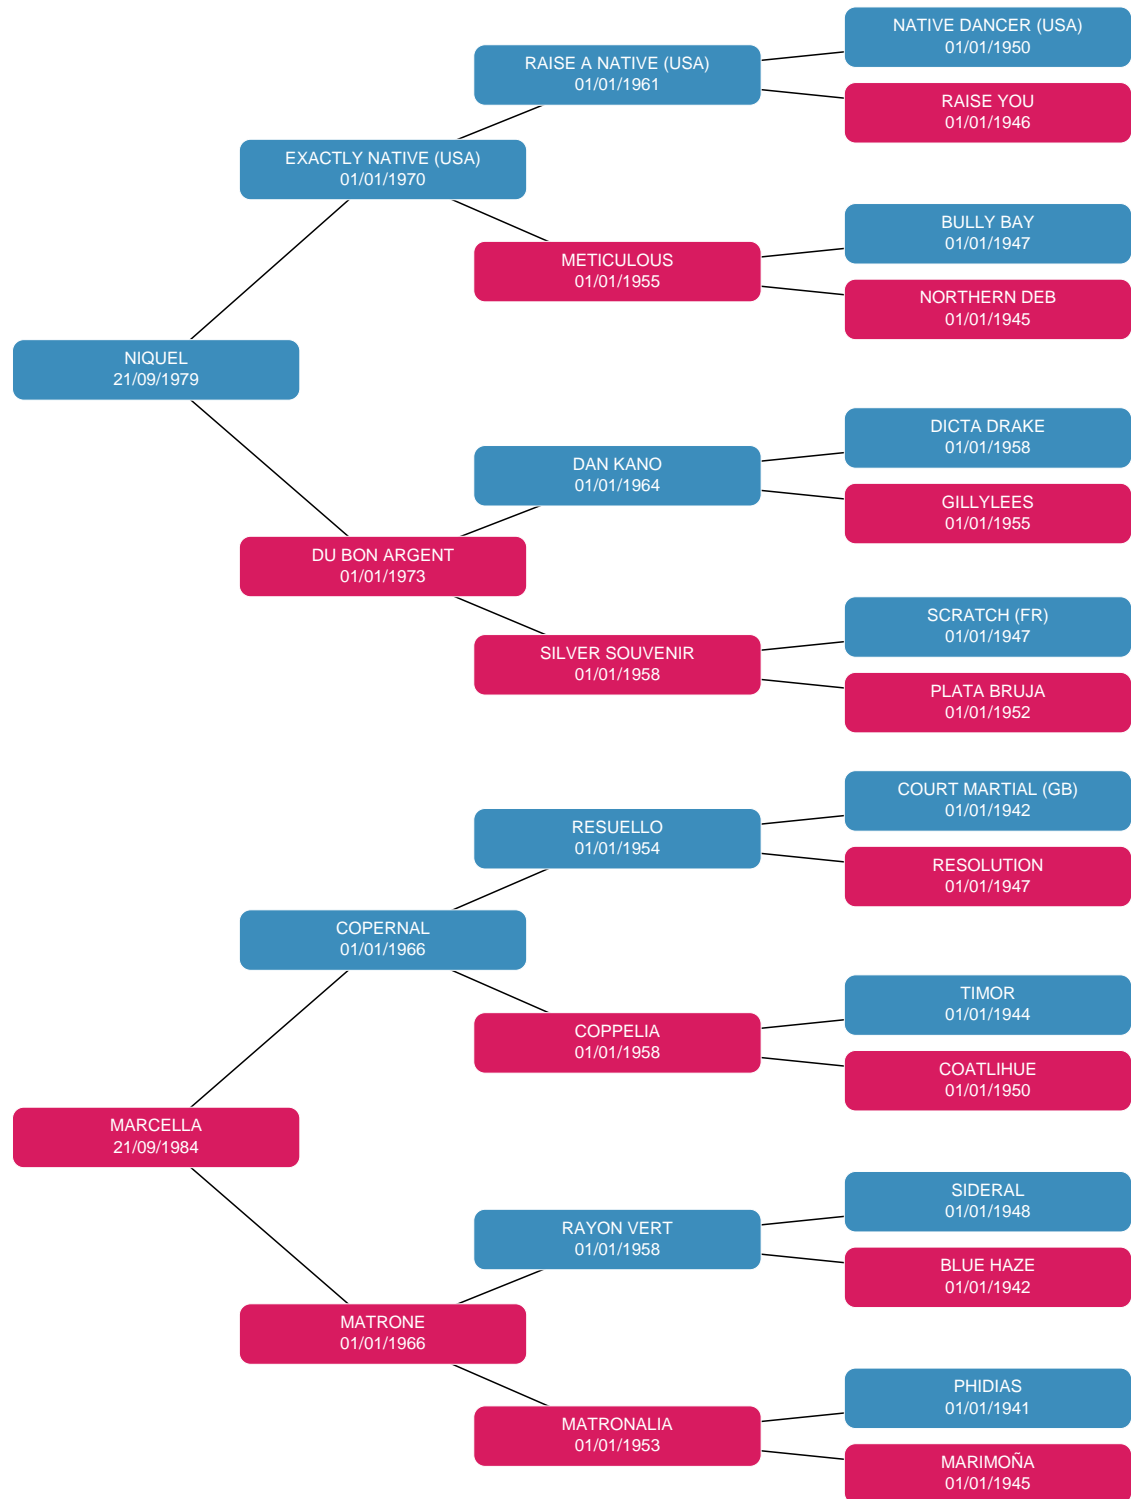 NATIVE DANCER (USA)
01/01/1950
RAISE A NATIVE (USA)
01/01/1961
RAISE YOU
01/01/1946
EXACTLY NATIVE (USA)
01/01/1970
BULLY BAY
01/01/1947
METICULOUS
01/01/1955
NORTHERN DEB
01/01/1945
NIQUEL
21/09/1979
DICTA DRAKE
01/01/1958
DAN KANO
01/01/1964
GILLYLEES
01/01/1955
DU BON ARGENT
01/01/1973
SCRATCH (FR)
01/01/1947
SILVER SOUVENIR
01/01/1958
PLATA BRUJA
01/01/1952
COURT MARTIAL (GB)
01/01/1942
RESUELLO
01/01/1954
RESOLUTION
01/01/1947
COPERNAL
01/01/1966
TIMOR
01/01/1944
COPPELIA
01/01/1958
COATLIHUE
01/01/1950
MARCELLA
21/09/1984
SIDERAL
01/01/1948
RAYON VERT
01/01/1958
BLUE HAZE
01/01/1942
MATRONE
01/01/1966
PHIDIAS
01/01/1941
MATRONALIA
01/01/1953
MARIMOÑA
01/01/1945